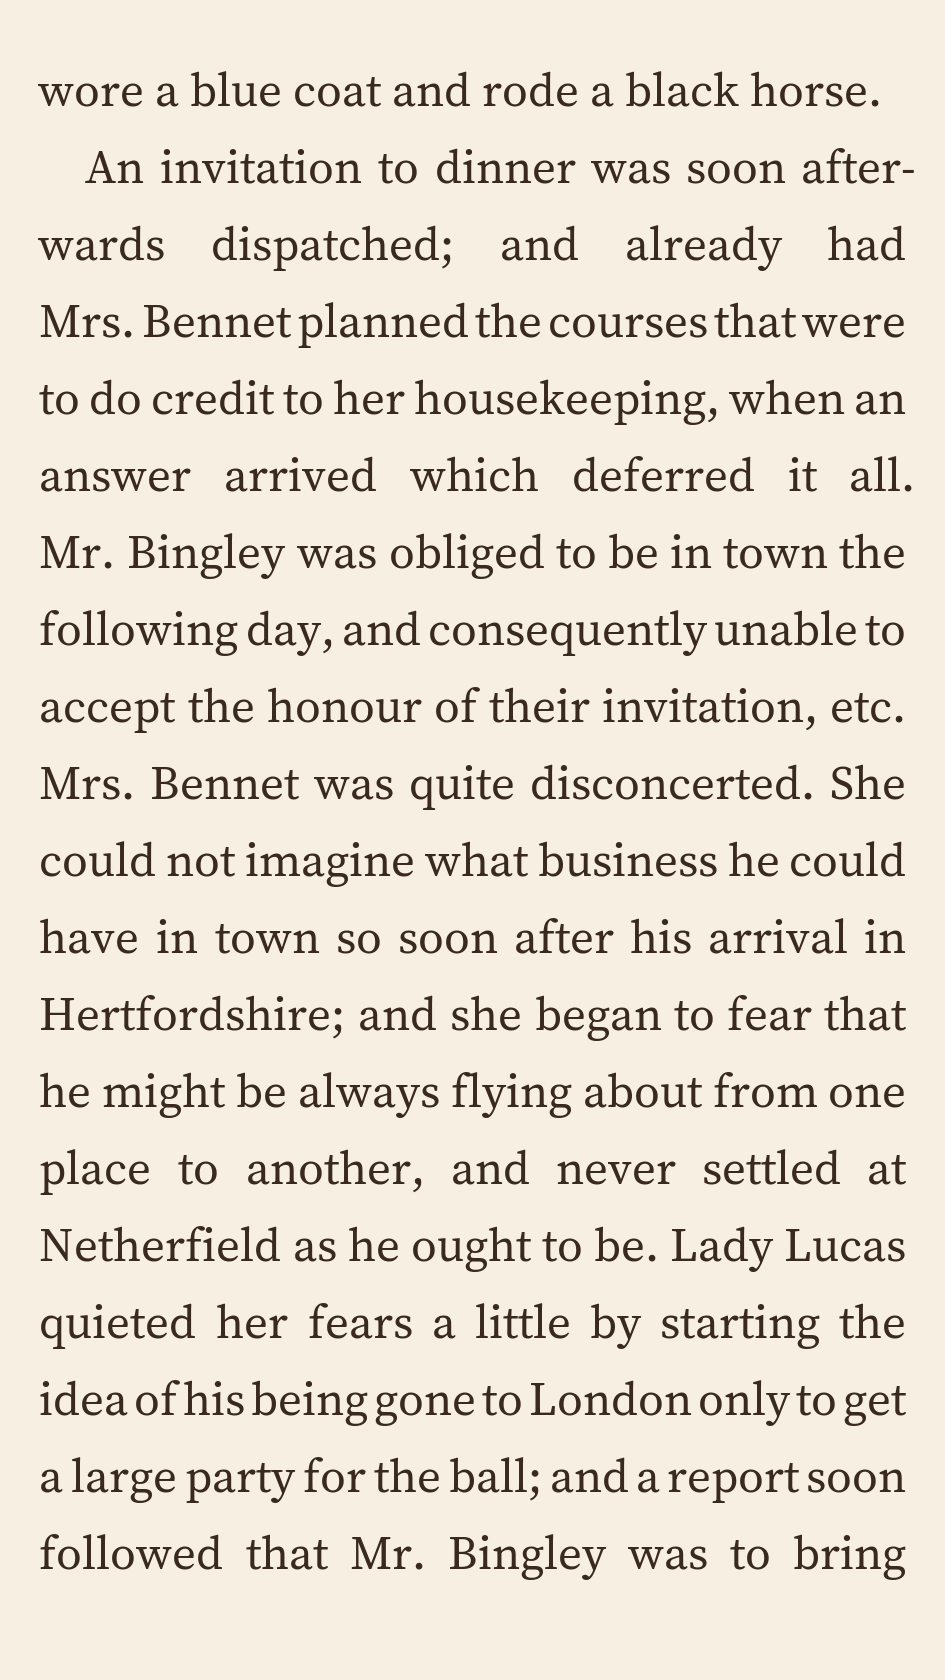 wore a blue coat and rode a black horse.
An invitation to dinner was soon after-
wards dispatched; and already had
Mrs. Bennet planned the courses that were
to do credit to her housekeeping, when an
answer arrived which deferred it all.
Mr. Bingley was obliged to be in town the
following day, and consequently unable to
accept the honour of their invitation, etc.
Mrs. Bennet was quite disconcerted. She
could not imagine what business he could
have in town so soon after his arrival in
Hertfordshire; and she began to fear that
he might be always flying about from one
place to another, and never settled at
Netherfield as he ought to be. Lady Lucas
quieted her fears a little by starting the
idea of his being gone to London only to get
a large party for the ball; and a report soon
followed that Mr. Bingley was to bring